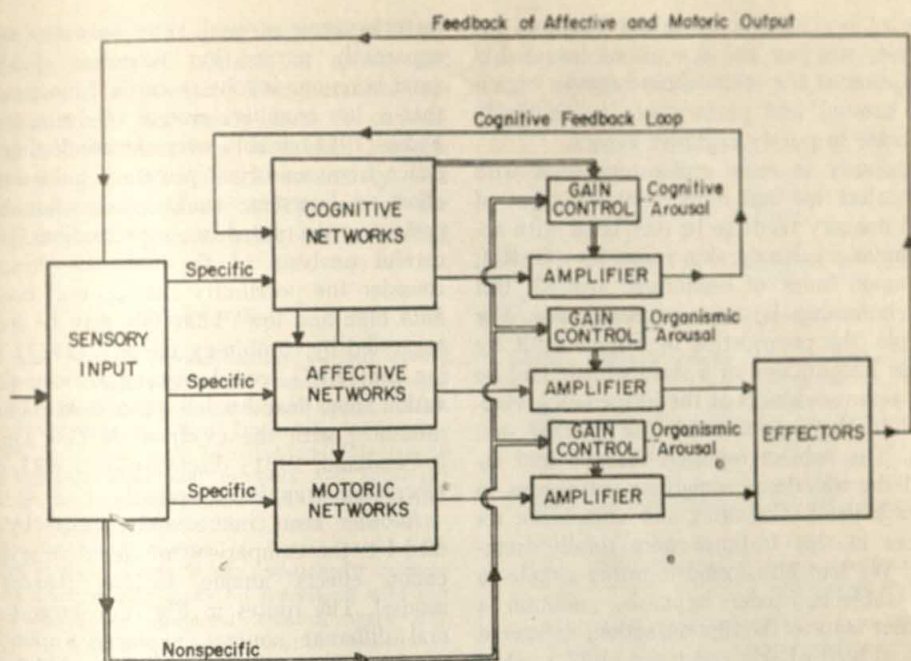 Feedback of Affective and Motoric Output
Cognitive Feedback Loop
COGNITIVE
NETWORKS
GAIN
CONTROL
Cognitive
Arousal
Specific
AMPLIFIER
SENSORY
INPUT
GAIN
CONTROL
Organismic
Arousal
Specific
AFFECTIVE
NETWORKS
AMPLIFIER
EFFECTORS
GAIN
CONTROL
Organismic
Arousal
Specific
MOTORIC
NETWORKS
AMPLIFIER
Nonspecific